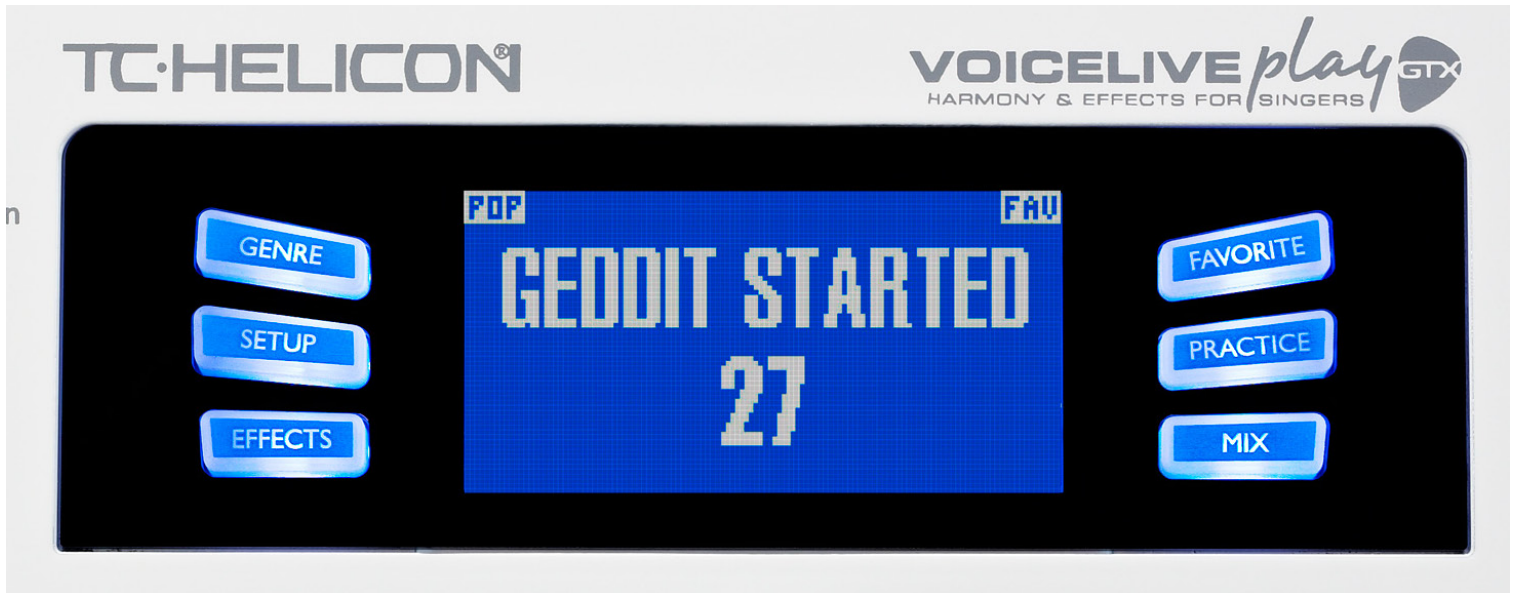 TC·HELICON®
VOICELIVE play GTX
HARMONY & EFFECTS FOR SINGERS
n
POP
FAV
GENRE
GEDDIT STARTED
FAVORITE
SETUP
27
PRACTICE
EFFECTS
MIX